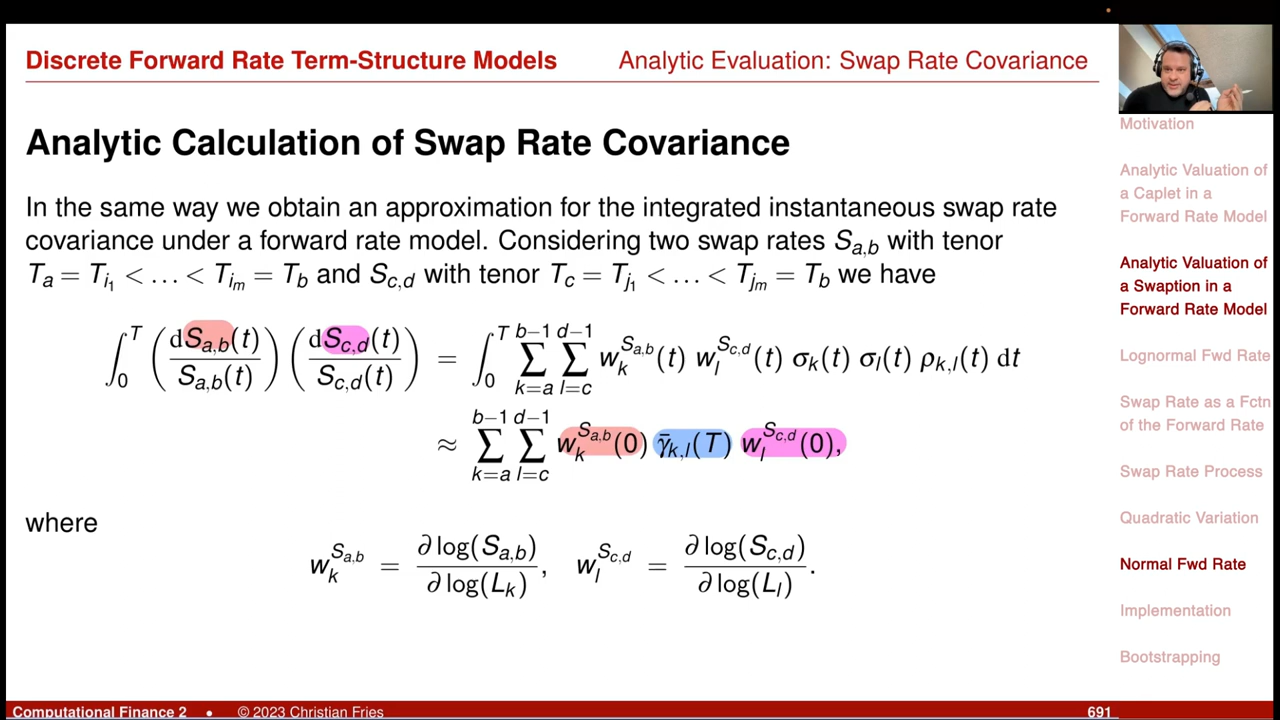 Discrete Forward Rate Term-Structure Models
Analytic Evaluation: Swap Rate Covariance
Analytic Calculation of Swap Rate Covariance
In the same way we obtain an approximation for the integrated instantaneous swap rate
covariance under a forward rate model. Considering two swap rates S_{a,b} with tenor
T_a = T_{i_1} < … < T_{i_m} = T_b and S_{c,d} with tenor T_c = T_{j_1} < … < T_{j_m} = T_b we have
∫_0^T (dS_{a,b}(t) / S_{a,b}(t)) (dS_{c,d}(t) / S_{c,d}(t)) = ∫_0^T ∑_{k=a}^{b−1} ∑_{l=c}^{d−1} w_k^{S_{a,b}}(t) w_l^{S_{c,d}}(t) σ_k(t) σ_l(t) ρ_{k,l}(t) dt
≈ ∑_{k=a}^{b−1} ∑_{l=c}^{d−1} w_k^{S_{a,b}}(0) γ̄_{k,l}(T) w_l^{S_{c,d}}(0),
where
w_k^{S_{a,b}} = ∂ log(S_{a,b}) / ∂ log(L_k), w_l^{S_{c,d}} = ∂ log(S_{c,d}) / ∂ log(L_l).
Motivation
Analytic Valuation of
a Caplet in a
Forward Rate Model
Analytic Valuation of
a Swaption in a
Forward Rate Model
Lognormal Fwd Rate
Swap Rate as a Fctn
of the Forward Rate
Swap Rate Process
Quadratic Variation
Normal Fwd Rate
Implementation
Bootstrapping
Computational Finance 2 • © 2023 Christian Fries
691